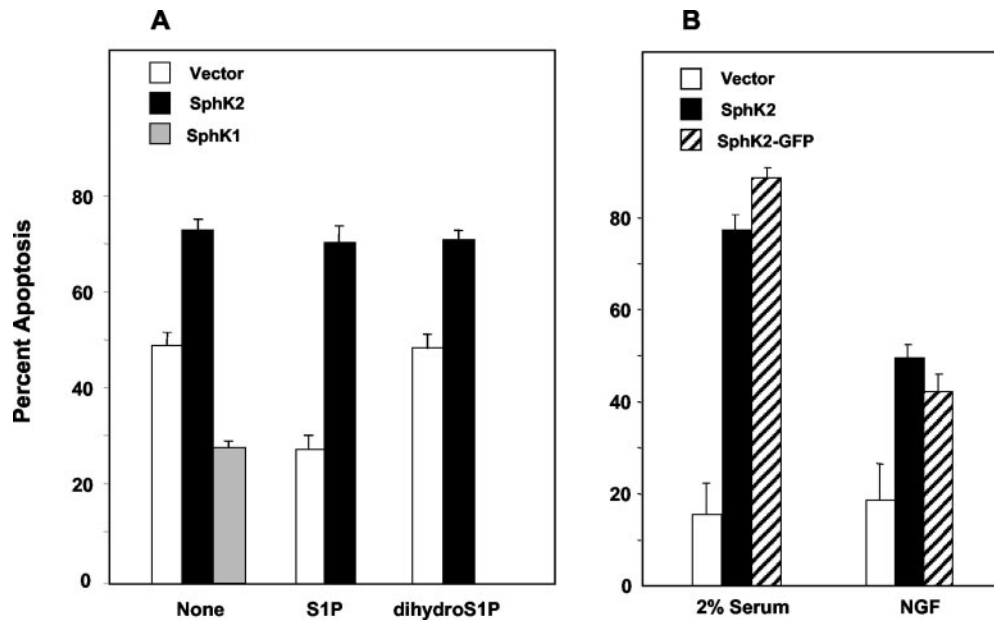 A
Vector
SphK2
SphK1
Percent Apoptosis
80
60
40
20
0
None S1P dihydroS1P
B
Vector
SphK2
SphK2-GFP
80
60
40
20
0
2% Serum NGF